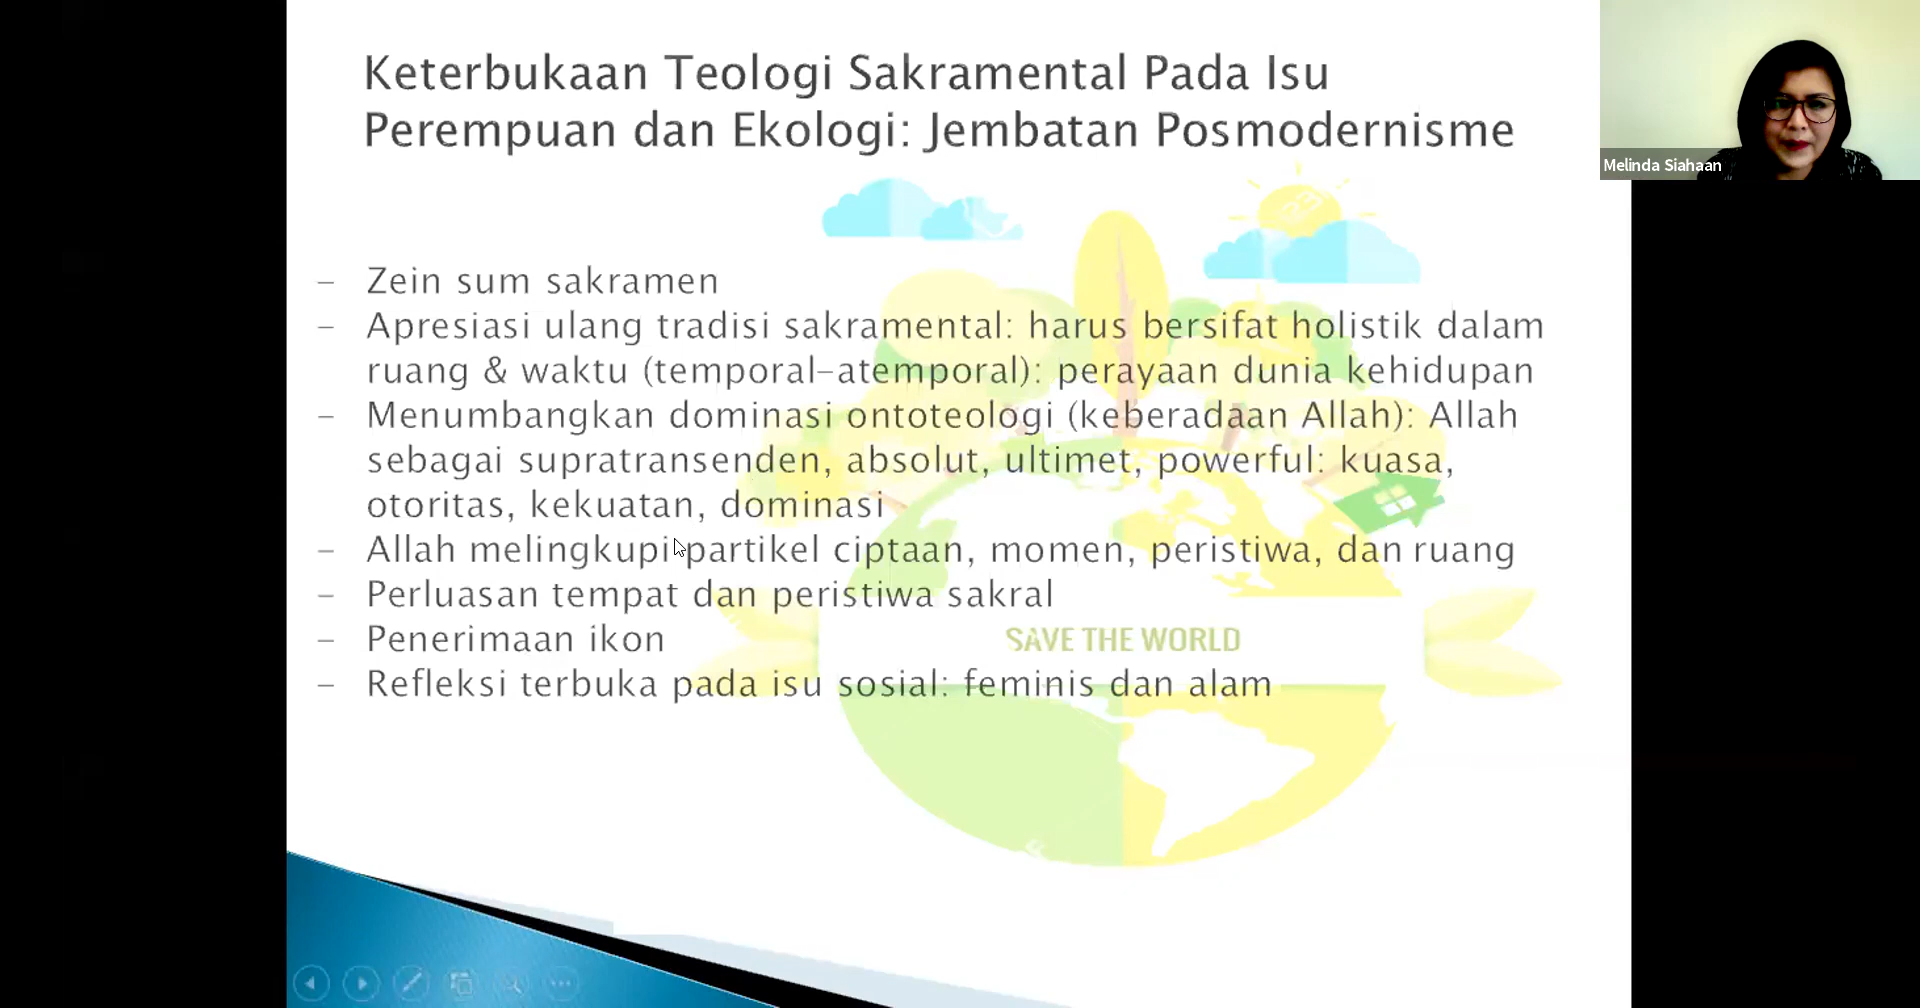 Keterbukaan Teologi Sakramental Pada Isu
Perempuan dan Ekologi: Jembatan Posmodernisme
Melinda Siahaan
– Zein sum sakramen
– Apresiasi ulang tradisi sakramental: harus bersifat holistik dalam
ruang & waktu (temporal–atemporal): perayaan dunia kehidupan
– Menumbangkan dominasi ontoteologi (keberadaan Allah): Allah
sebagai supratransenden, absolut, ultimet, powerful: kuasa,
otoritas, kekuatan, dominasi
– Allah melingkupi partikel ciptaan, momen, peristiwa, dan ruang
– Perluasan tempat dan peristiwa sakral
– Penerimaan ikon
SAVE THE WORLD
– Refleksi terbuka pada isu sosial: feminis dan alam